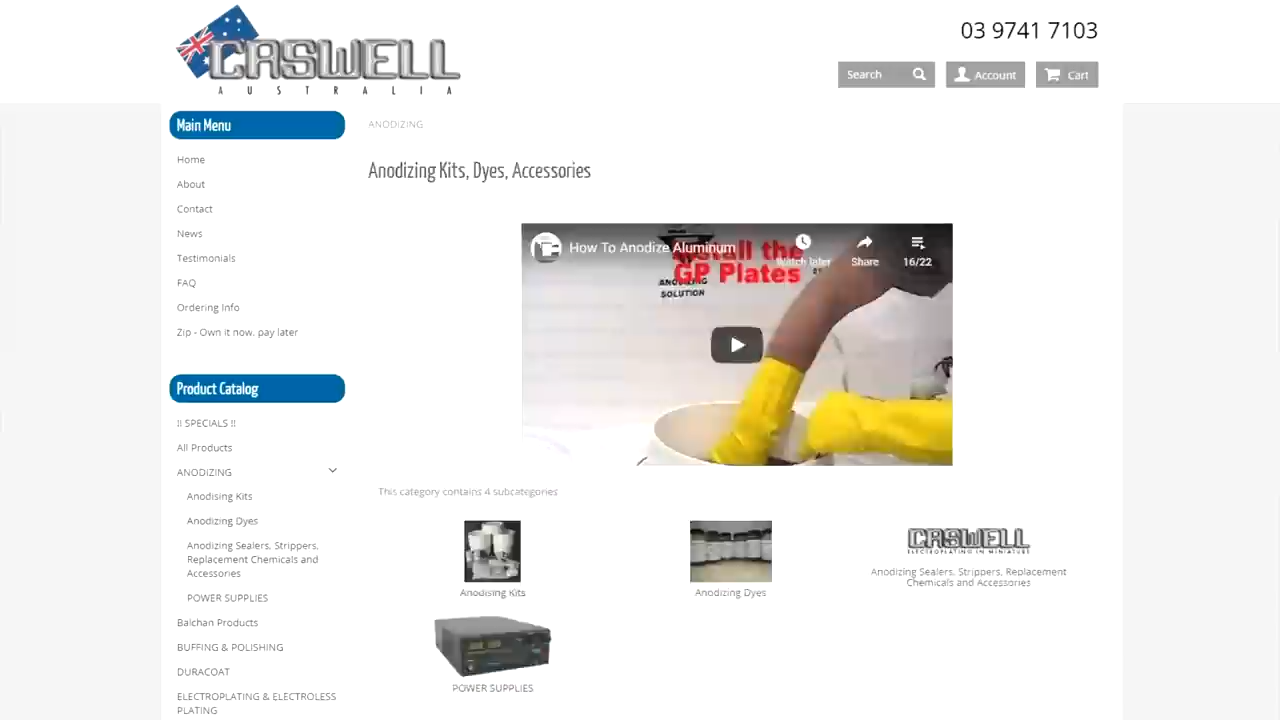 CASWELL
AUSTRALIA
03 9741 7103
Search
Account
Cart
Main Menu
Home
About
Contact
News
Testimonials
FAQ
Ordering Info
Zip - Own it now, pay later
Product Catalog
!! SPECIALS !!
All Products
ANODIZING
Anodising Kits
Anodizing Dyes
Anodizing Sealers, Strippers,
Replacement Chemicals and
Accessories
POWER SUPPLIES
Balchan Products
BUFFING & POLISHING
DURACOAT
ELECTROPLATING & ELECTROLESS
PLATING
ANODIZING
Anodizing Kits, Dyes, Accessories
How To Anodize Aluminum
Watch later
Share
16/22
Install the
GP Plates
ANODIZING
SOLUTION
This category contains 4 subcategories
Anodising Kits
Anodizing Dyes
CASWELL
ELECTROPLATING IN MINIATURE
Anodizing Sealers, Strippers, Replacement
Chemicals and Accessories
POWER SUPPLIES